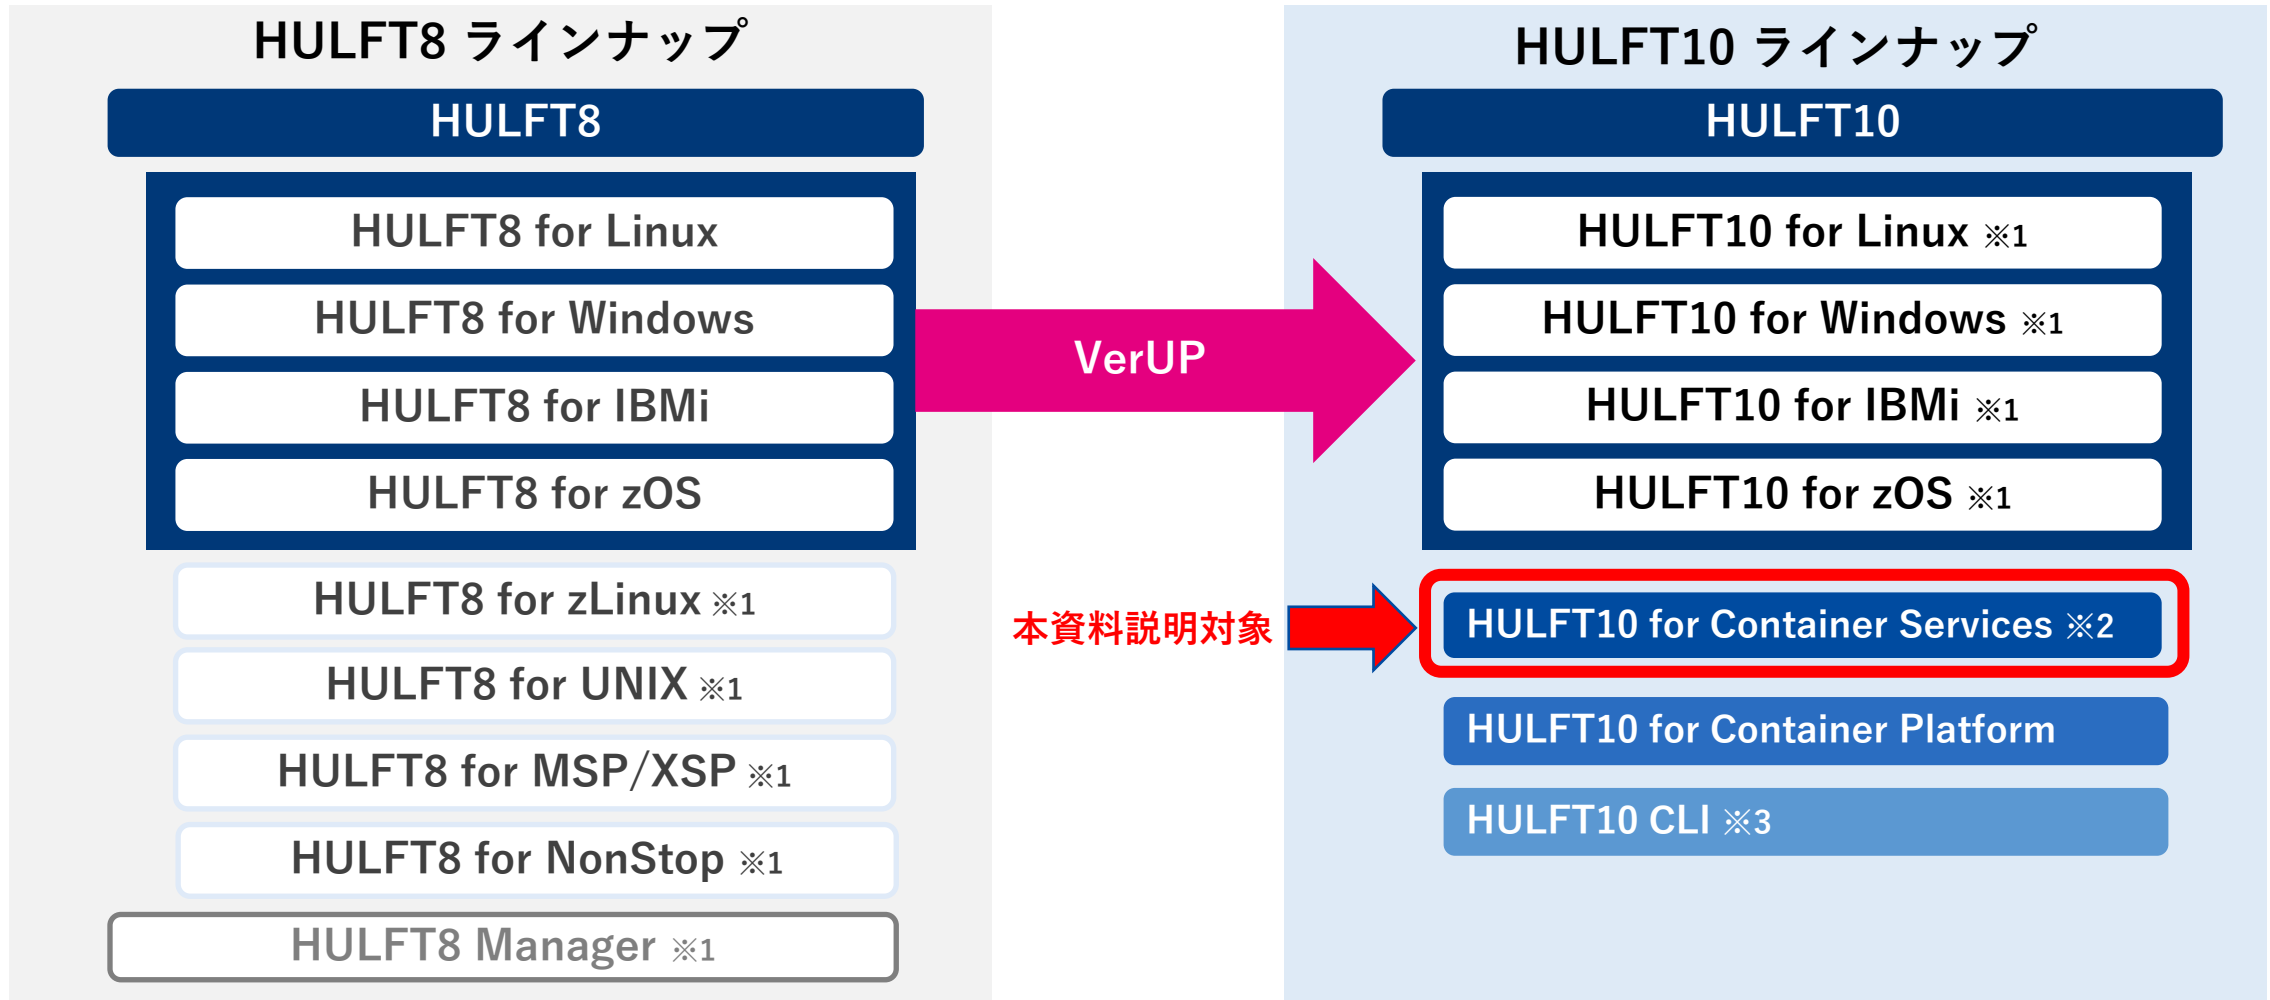 HULFT8 ラインナップ
HULFT8
HULFT8 for Linux
HULFT8 for Windows
HULFT8 for IBMi
HULFT8 for zOS
HULFT8 for zLinux ※1
HULFT8 for UNIX ※1
HULFT8 for MSP/XSP ※1
HULFT8 for NonStop ※1
HULFT8 Manager ※1
VerUP
本資料説明対象
HULFT10 ラインナップ
HULFT10
HULFT10 for Linux ※1
HULFT10 for Windows ※1
HULFT10 for IBMi ※1
HULFT10 for zOS ※1
HULFT10 for Container Services ※2
HULFT10 for Container Platform
HULFT10 CLI ※3